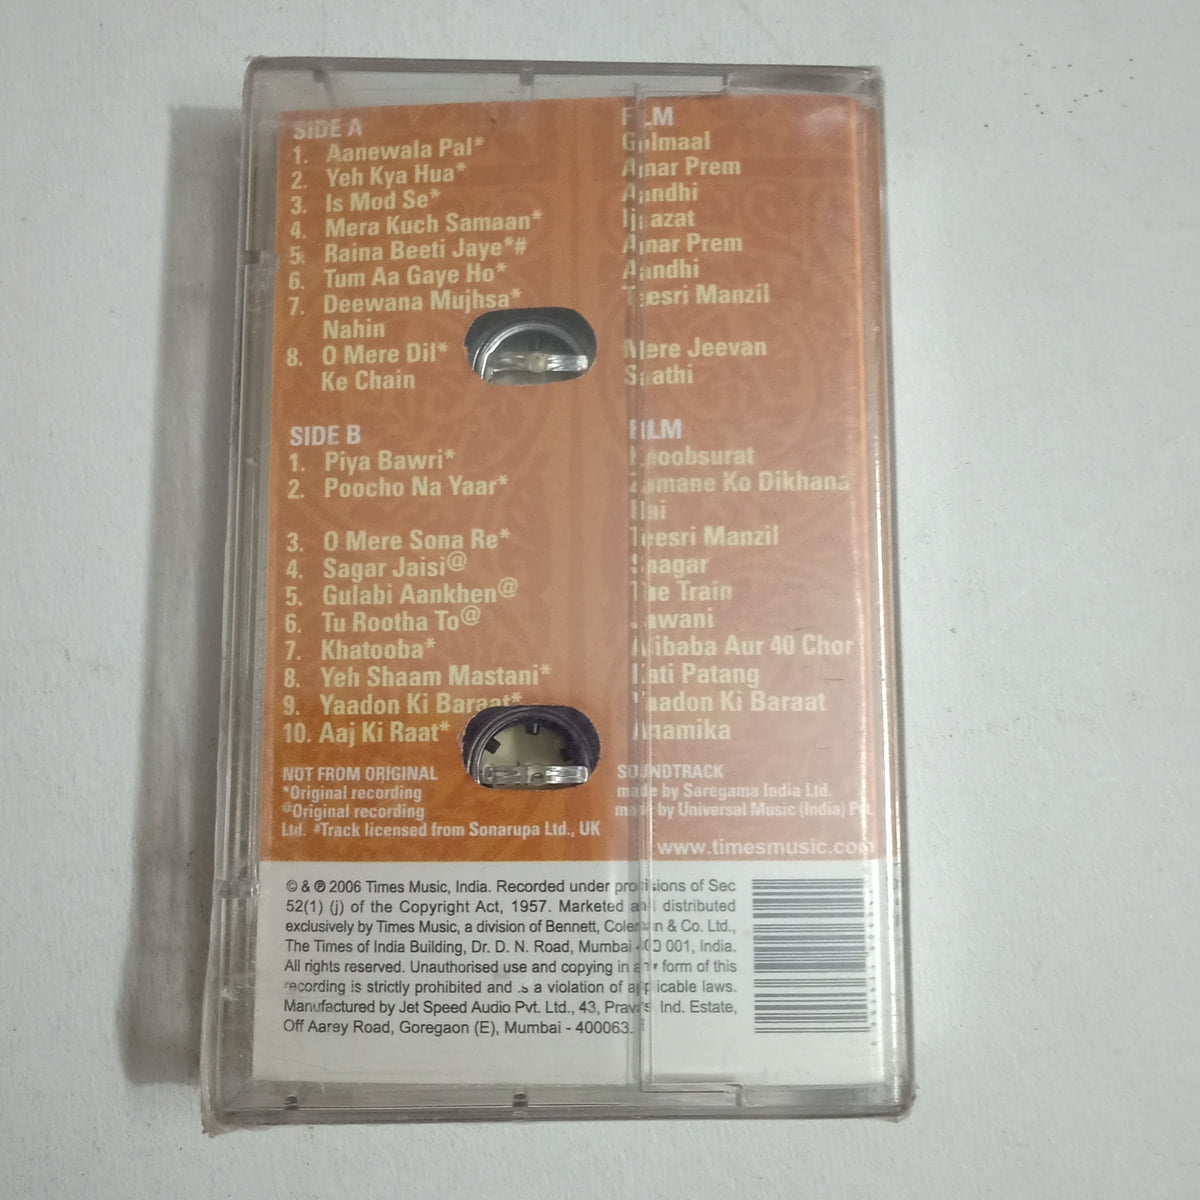 SIDE A FILM
1. Aanewala Pal* Golmaal
2. Yeh Kya Hua* Amar Prem
3. Is Mod Se* Aandhi
4. Mera Kuch Samaan* Ijaazat
5. Raina Beeti Jaye*# Amar Prem
6. Tum Aa Gaye Ho* Aandhi
7. Deewana Mujhsa* Teesri Manzil
Nahin
8. O Mere Dil* Mere Jeevan
Ke Chain Saathi
SIDE B FILM
1. Piya Bawri* Khoobsurat
2. Poocho Na Yaar* Zamane Ko Dikhana
Hai
3. O Mere Sona Re* Teesri Manzil
4. Sagar Jaisi@ Saagar
5. Gulabi Aankhen@ The Train
6. Tu Rootha To@ Jawani
7. Khatooba* Alibaba Aur 40 Chor
8. Yeh Shaam Mastani* Kati Patang
9. Yaadon Ki Baraat* Yaadon Ki Baraat
10. Aaj Ki Raat* Anamika
NOT FROM ORIGINAL SOUNDTRACK
*Original recording made by Saregama India Ltd.
@Original recording made by Universal Music (India) Pvt.
Ltd. #Track licensed from Sonarupa Ltd., UK
www.timesmusic.com
© & ℗ 2006 Times Music, India. Recorded under provisions of Sec
52(1) (j) of the Copyright Act, 1957. Marketed and distributed
exclusively by Times Music, a division of Bennett, Coleman & Co. Ltd.,
The Times of India Building, Dr. D. N. Road, Mumbai 400 001, India.
All rights reserved. Unauthorised use and copying in any form of this
recording is strictly prohibited and is a violation of applicable laws.
Manufactured by Jet Speed Audio Pvt. Ltd., 43, Pravasi Ind. Estate,
Off Aarey Road, Goregaon (E), Mumbai - 400063.